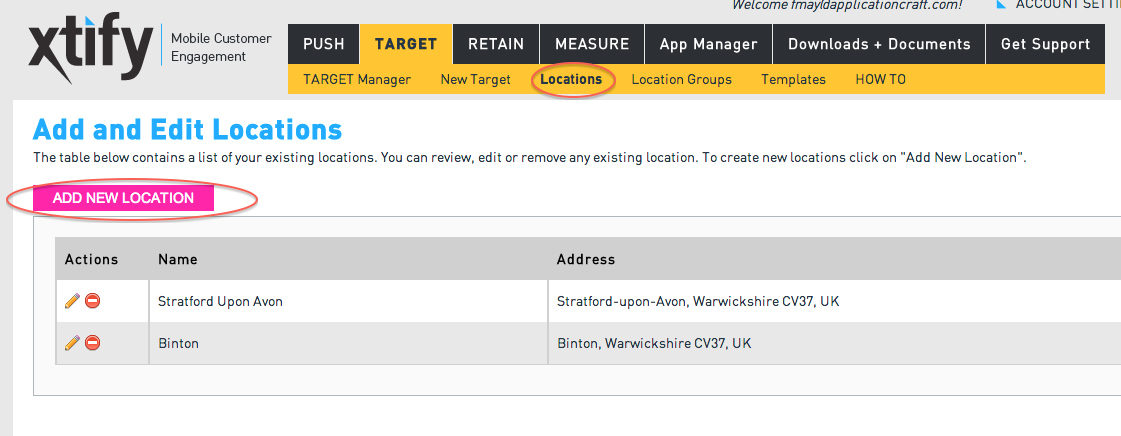 Welcome fmayldapplicationcraft.com!
ACCOUNT SETTI
xtify
Mobile Customer
Engagement
PUSH TARGET RETAIN MEASURE App Manager Downloads + Documents Get Support
TARGET Manager New Target Locations Location Groups Templates HOW TO
Add and Edit Locations
The table below contains a list of your existing locations. You can review, edit or remove any existing location. To create new locations click on "Add New Location".
ADD NEW LOCATION
Actions Name Address
Stratford Upon Avon Stratford-upon-Avon, Warwickshire CV37, UK
Binton Binton, Warwickshire CV37, UK